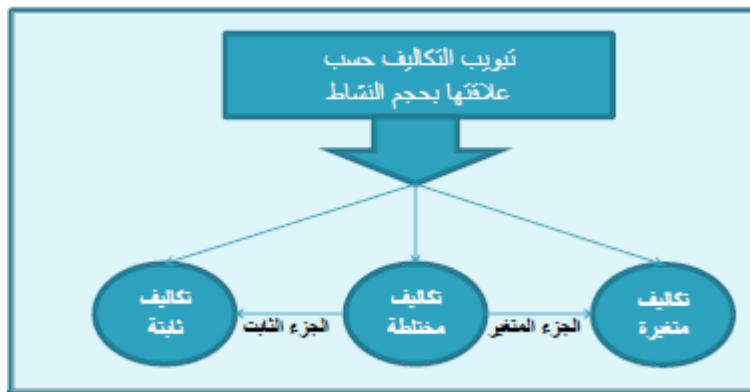 تبويب التكاليف حسب
علاقتها بحجم النشاط
تكاليف
متغيرة
الجزء المتغير
تكاليف
مختلطة
الجزء الثابت
تكاليف
ثابتة